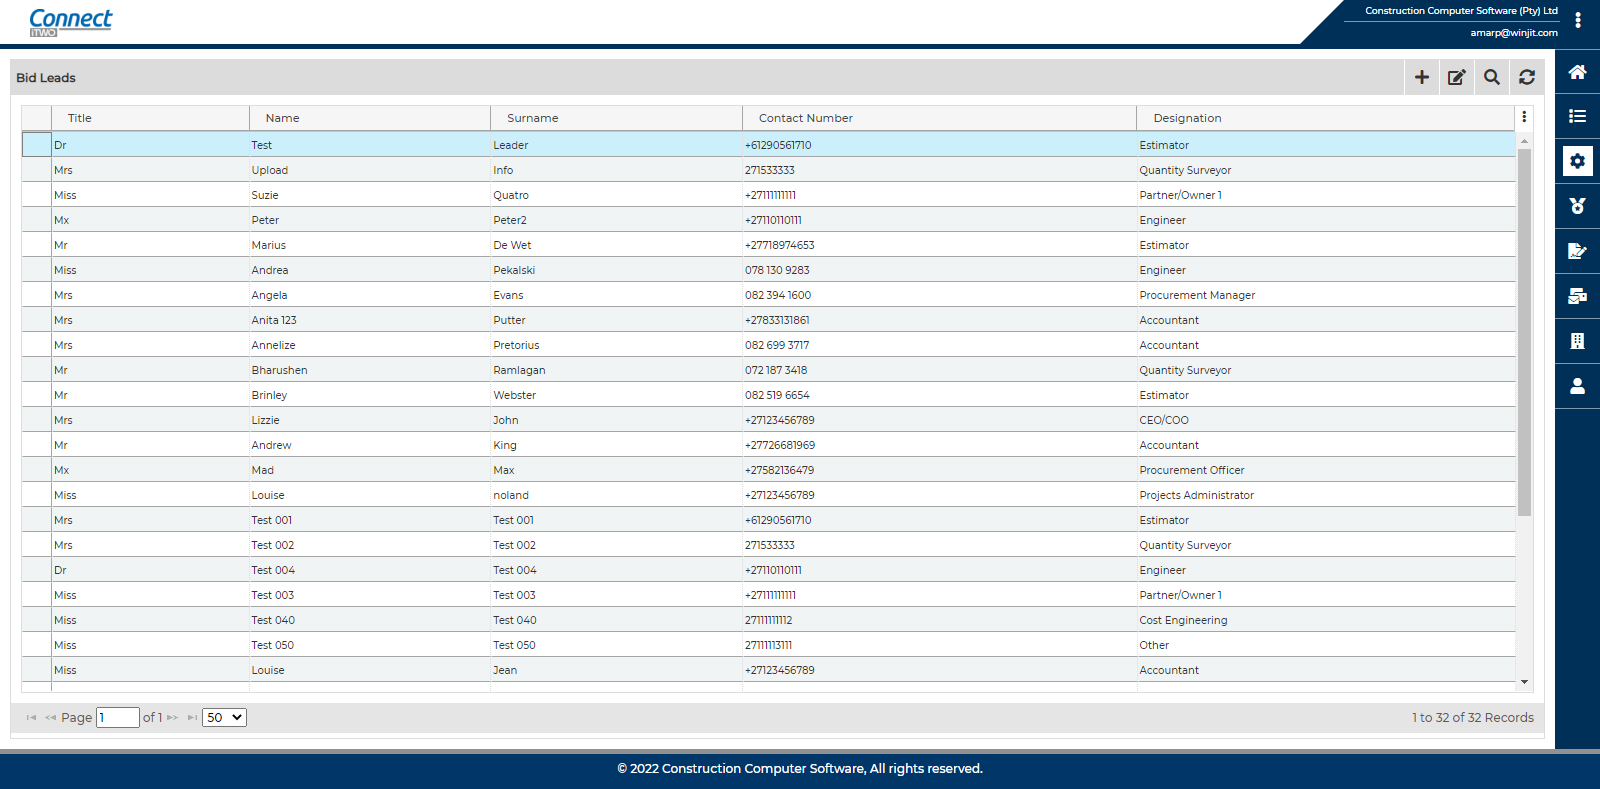 Connect
iTWO
Construction Computer Software (Pty) Ltd
amarp@winjit.com
Bid Leads
Title Name Surname Contact Number Designation
Dr Test Leader +61290561710 Estimator
Mrs Upload Info 271533333 Quantity Surveyor
Miss Suzie Quatro +27111111111 Partner/Owner 1
Mx Peter Peter2 +27110110111 Engineer
Mr Marius De Wet +27718974653 Estimator
Miss Andrea Pekalski 078 130 9283 Engineer
Mrs Angela Evans 082 394 1600 Procurement Manager
Mrs Anita 123 Putter +27833131861 Accountant
Mrs Annelize Pretorius 082 699 3717 Accountant
Mr Bharushen Ramlagan 072 187 3418 Quantity Surveyor
Mr Brinley Webster 082 519 6654 Estimator
Mrs Lizzie John +27123456789 CEO/COO
Mr Andrew King +27726681969 Accountant
Mx Mad Max +27582136479 Procurement Officer
Miss Louise noland +27123456789 Projects Administrator
Mrs Test 001 Test 001 +61290561710 Estimator
Mrs Test 002 Test 002 271533333 Quantity Surveyor
Dr Test 004 Test 004 +27110110111 Engineer
Miss Test 003 Test 003 +27111111111 Partner/Owner 1
Miss Test 040 Test 040 27111111112 Cost Engineering
Miss Test 050 Test 050 27111113111 Other
Miss Louise Jean +27123456789 Accountant
Page 1 of 1 50 1 to 32 of 32 Records
© 2022 Construction Computer Software, All rights reserved.